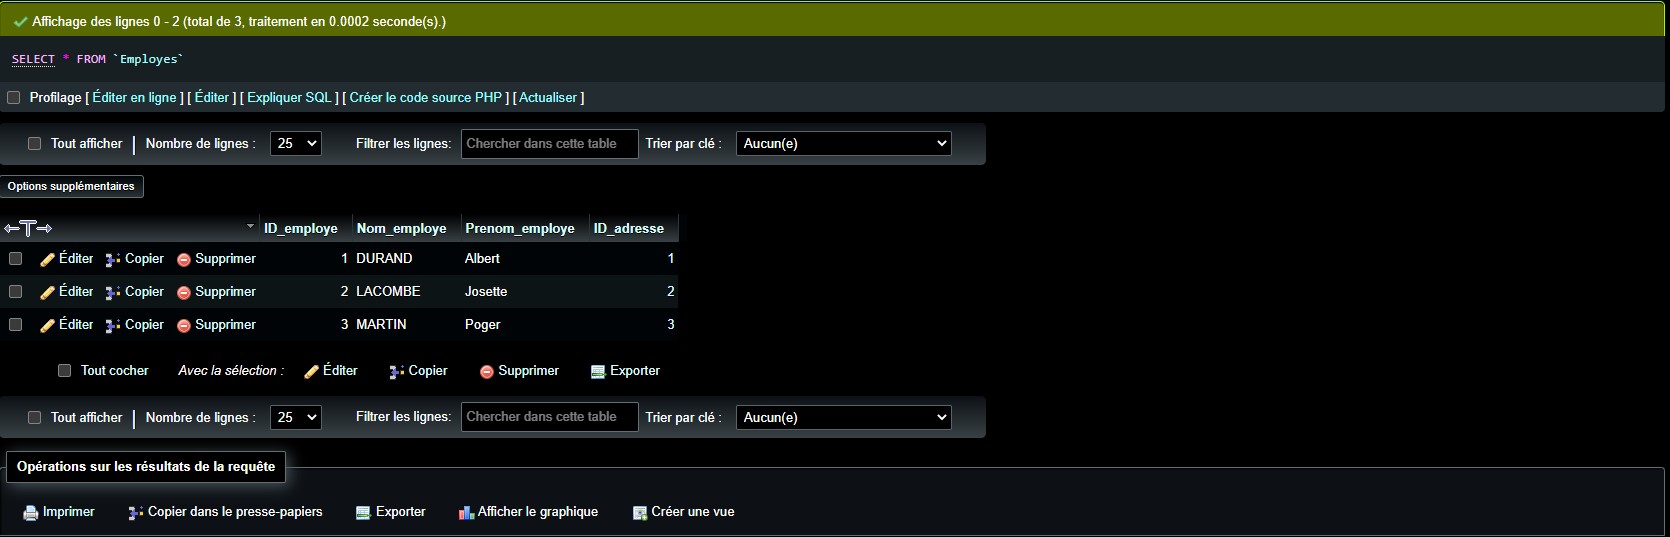 Affichage des lignes 0 - 2 (total de 3, traitement en 0.0002 seconde(s).)
SELECT * FROM `Employes`
Profilage [ Éditer en ligne ] [ Éditer ] [ Expliquer SQL ] [ Créer le code source PHP ] [ Actualiser ]
Tout afficher | Nombre de lignes : 25 Filtrer les lignes: Chercher dans cette table Trier par clé : Aucun(e)
Options supplémentaires
ID_employe Nom_employe Prenom_employe ID_adresse
Éditer Copier Supprimer 1 DURAND Albert 1
Éditer Copier Supprimer 2 LACOMBE Josette 2
Éditer Copier Supprimer 3 MARTIN Poger 3
Tout cocher Avec la sélection : Éditer Copier Supprimer Exporter
Tout afficher | Nombre de lignes : 25 Filtrer les lignes: Chercher dans cette table Trier par clé : Aucun(e)
Opérations sur les résultats de la requête
Imprimer Copier dans le presse-papiers Exporter Afficher le graphique Créer une vue